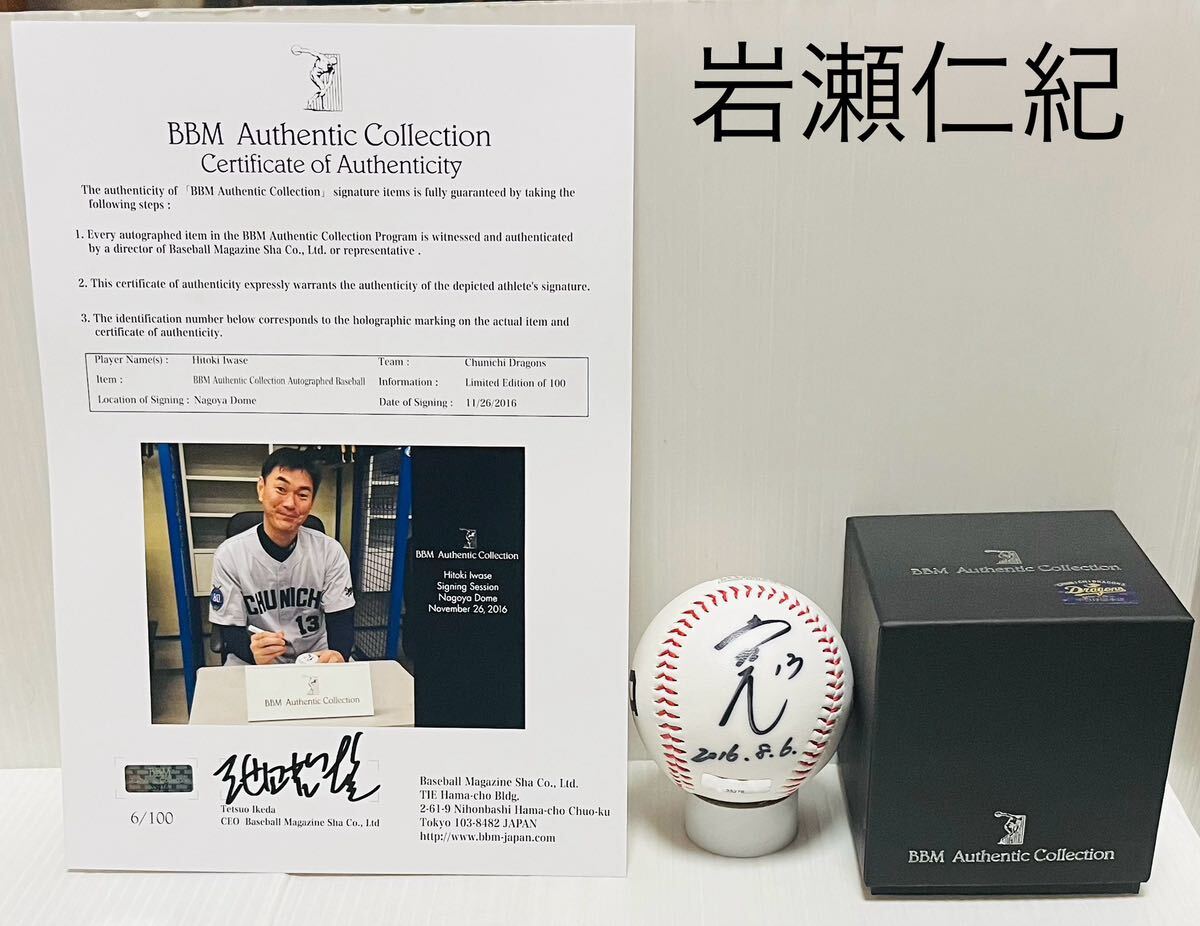 岩瀬仁紀
BBM Authentic Collection
Certificate of Authenticity
The authenticity of 「BBM Authentic Collection」 signature items is fully guaranteed by taking the
following steps :
1. Every autographed item in the BBM Authentic Collection Program is witnessed and authenticated
by a director of Baseball Magazine Sha Co., Ltd. or representative .
2. This certificate of authenticity expressly warrants the authenticity of the depicted athlete's signature.
3. The identification number below corresponds to the holographic marking on the actual item and
certificate of authenticity.
Player Name(s) : Hitoki Iwase Team : Chunichi Dragons
Item : BBM Authentic Collection Autographed Baseball Information : Limited Edition of 100
Location of Signing : Nagoya Dome Date of Signing : 11/26/2016
CHUNICHI
13
BBM Authentic Collection
BBM Authentic Collection
Hitoki Iwase
Signing Session
Nagoya Dome
November 26, 2016
6/100
Tetsuo Ikeda
CEO Baseball Magazine Sha Co., Ltd
Baseball Magazine Sha Co., Ltd.
TIE Hama-cho Bldg.
2-61-9 Nihonbashi Hama-cho Chuo-ku
Tokyo 103-8482 JAPAN
http://www.bbm-japan.com
13
2016.8.6.
BBM Authentic Collection
CHUNICHI DRAGONS
Dragons
BBM Authentic Collection